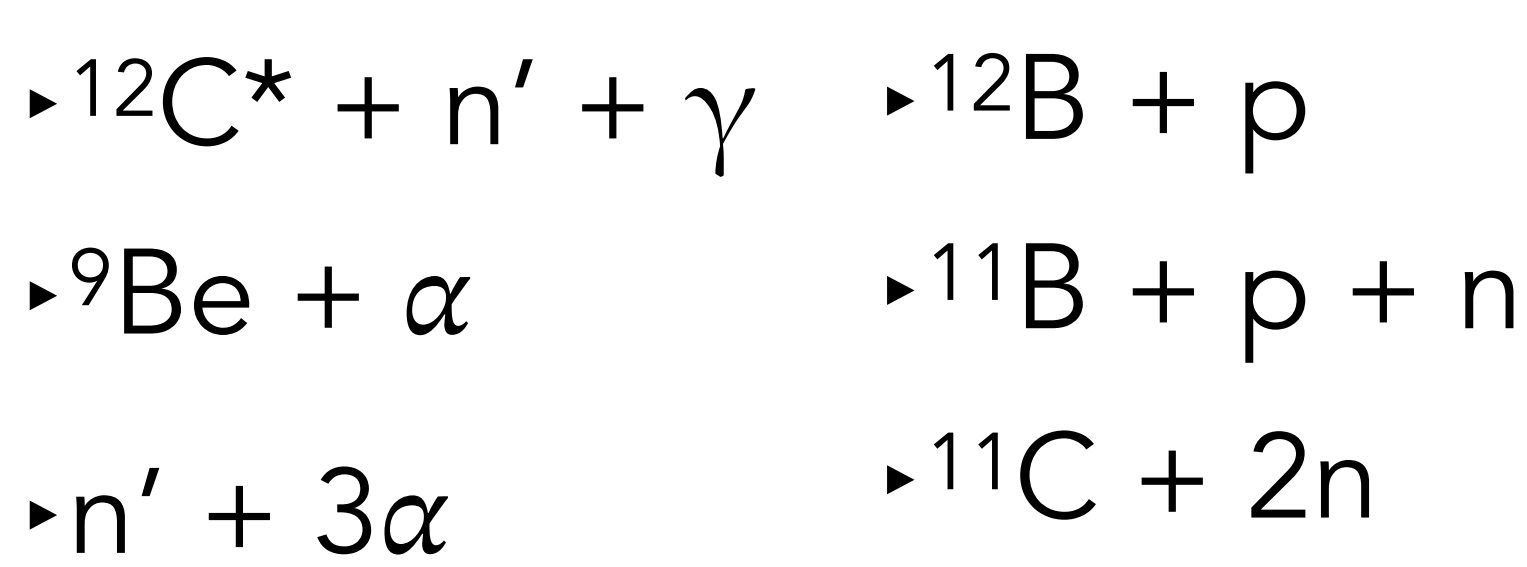 ▸¹²C* + n′ + γ
▸⁹Be + α
▸n′ + 3α
▸¹²B + p
▸¹¹B + p + n
▸¹¹C + 2n